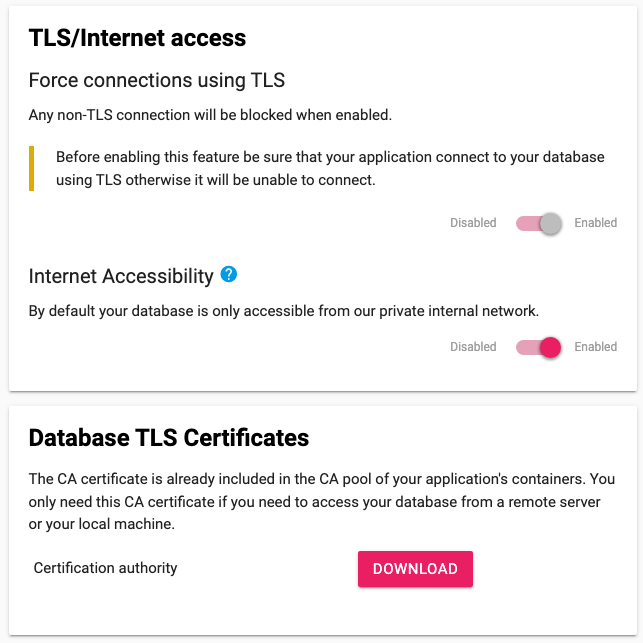 TLS/Internet access
Force connections using TLS
Any non-TLS connection will be blocked when enabled.
Before enabling this feature be sure that your application connect to your database
using TLS otherwise it will be unable to connect.
Disabled Enabled
Internet Accessibility ?
By default your database is only accessible from our private internal network.
Disabled Enabled
Database TLS Certificates
The CA certificate is already included in the CA pool of your application's containers. You
only need this CA certificate if you need to access your database from a remote server
or your local machine.
Certification authority DOWNLOAD